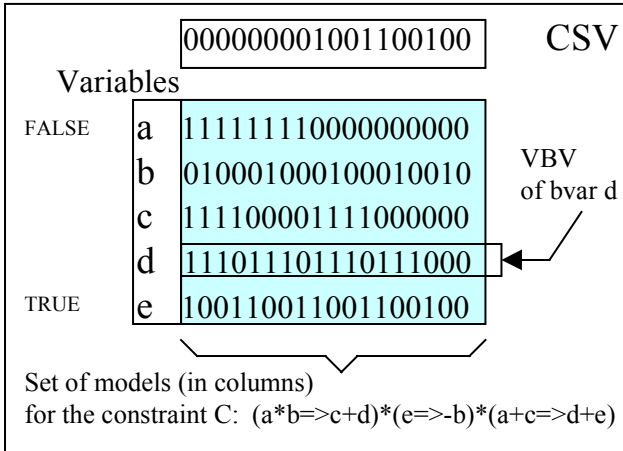 000000001001100100 CSV
Variables
FALSE a 111111110000000000
b 010001000100010010
VBV
of bvar d
c 111100001111000000
d 111011101110111000
TRUE e 100110011001100100
Set of models (in columns)
for the constraint C: (a*b=>c+d)*(e=>-b)*(a+c=>d+e)